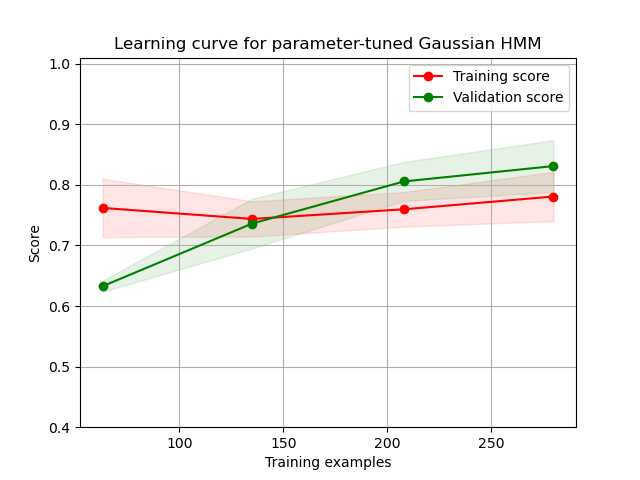 Learning curve for parameter-tuned Gaussian HMM
1.0
0.9
0.8
0.7
0.6
0.5
0.4
Score
Training score
Validation score
100
150
200
250
Training examples